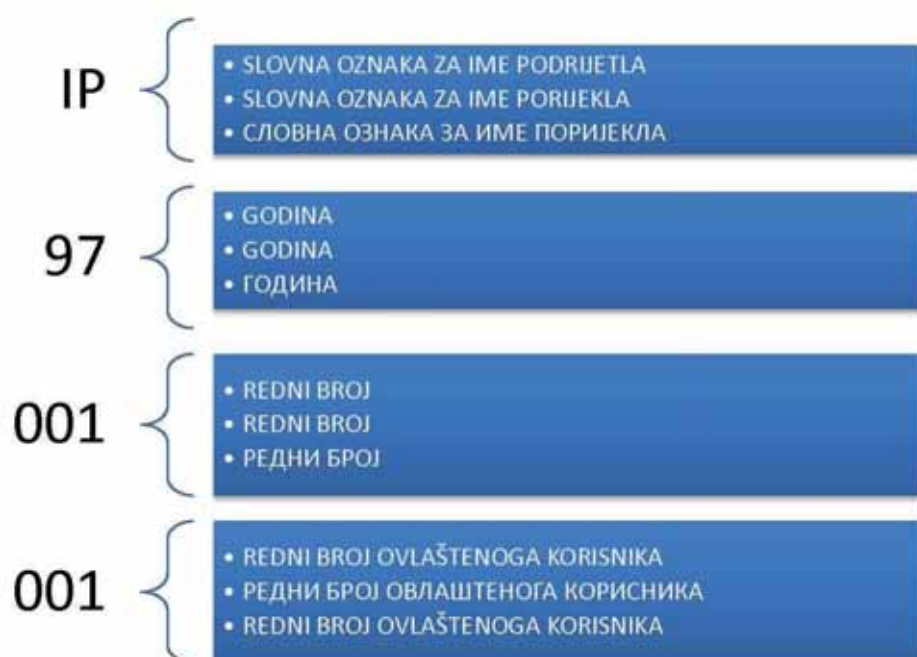 IP
• SLOVNA OZNAKA ZA IME PODRIJETLA
• SLOVNA OZNAKA ZA IME PORIJEKLA
• СЛОВНА ОЗНАКА ЗА ИМЕ ПОРИЈЕКЛА
97
• GODINA
• GODINA
• ГОДИНА
001
• REDNI BROJ
• REDNI BROJ
• РЕДНИ БРОЈ
001
• REDNI BROJ OVLAŠTENOGA KORISNIKA
• РЕДНИ БРОЈ ОВЛАШТЕНОГА КОРИСНИКА
• REDNI BROJ OVLAŠTENOGA KORISNIKA